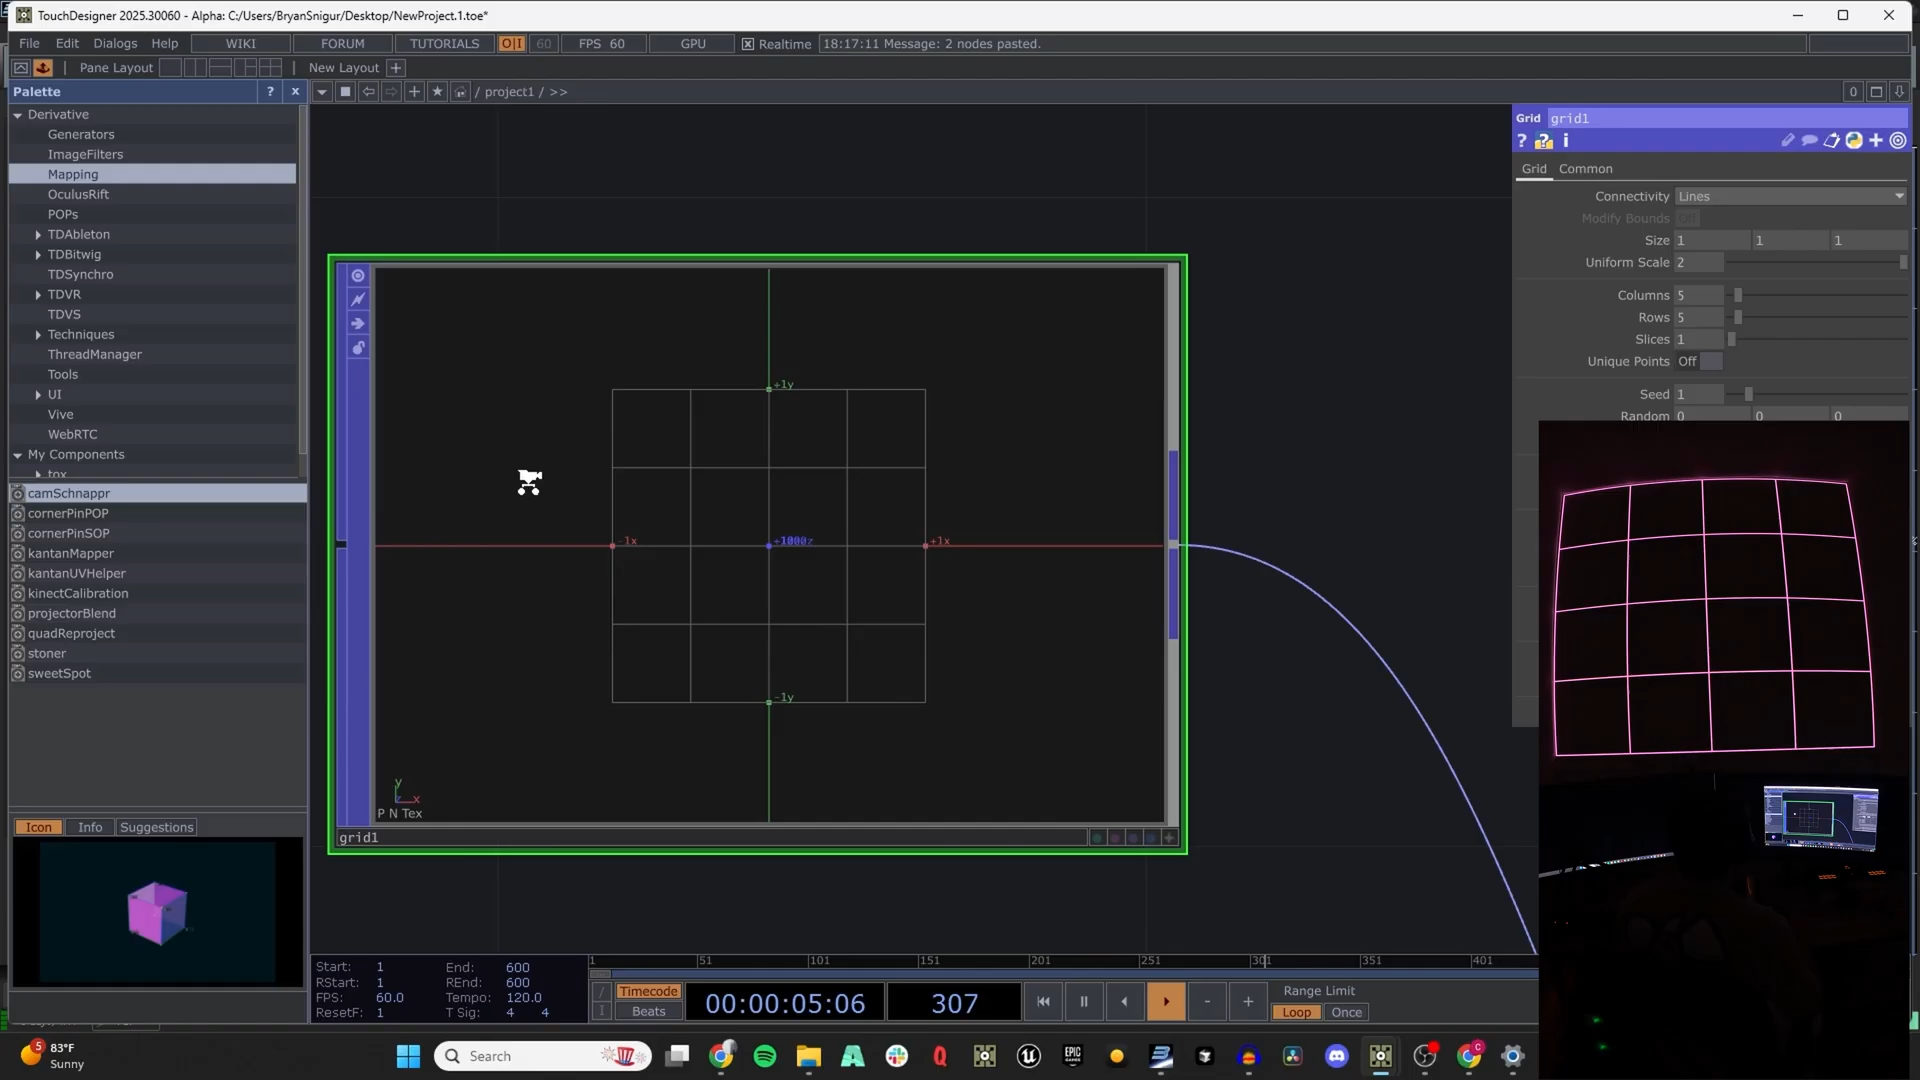 TouchDesigner 2025.30060 - Alpha: C:/Users/BryanSnigur/Desktop/NewProject.1.toe*
File Edit Dialogs Help WIKI FORUM TUTORIALS O|I 60 FPS 60 GPU Realtime 18:17:11 Message: 2 nodes pasted.
Pane Layout New Layout
Palette ? x
/ project1 / >> 0
Derivative
Generators
ImageFilters
Mapping
OculusRift
POPs
TDAbleton
TDBitwig
TDSynchro
TDVR
TDVS
Techniques
ThreadManager
Tools
UI
Vive
WebRTC
My Components
tox
camSchnappr
cornerPinPOP
cornerPinSOP
kantanMapper
kantanUVHelper
kinectCalibration
projectorBlend
quadReproject
stoner
sweetSpot
Icon Info Suggestions
+1y
-1x +1000z +1x
-1y
y
x
P N Tex
grid1
Grid grid1
? i
Grid Common
Connectivity Lines
Modify Bounds Off
Size 1 1 1
Uniform Scale 2
Columns 5
Rows 5
Slices 1
Unique Points Off
Seed 1
Random 0 0 0
Start: 1 End: 600
RStart: 1 REnd: 600
FPS: 60.0 Tempo: 120.0
ResetF: 1 T Sig: 4 4
1 51 101 151 201 251 301 351 401
Timecode
Beats
00:00:05:06
307
Range Limit
Loop Once
5
83°F
Sunny
Search